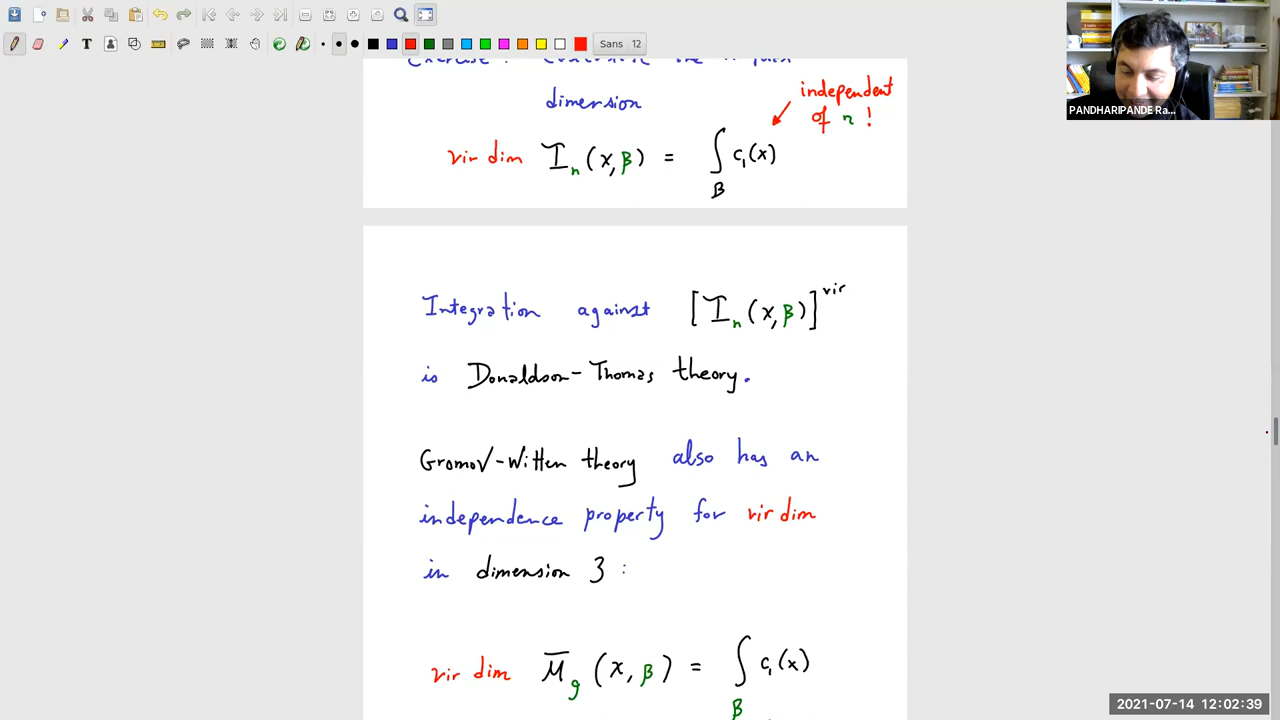 Sans 12
PANDHARIPANDE Ra...
dimension
independent
of n !
vir dim I_n (X, β) = ∫_β c_1(X)
Integration against [I_n (X, β)]^vir
is Donaldson-Thomas theory.
Gromov-Witten theory also has an
independence property for vir dim
in dimension 3 :
vir dim M̄_g (X, β) = ∫_β c_1(X)
2021-07-14 12:02:39